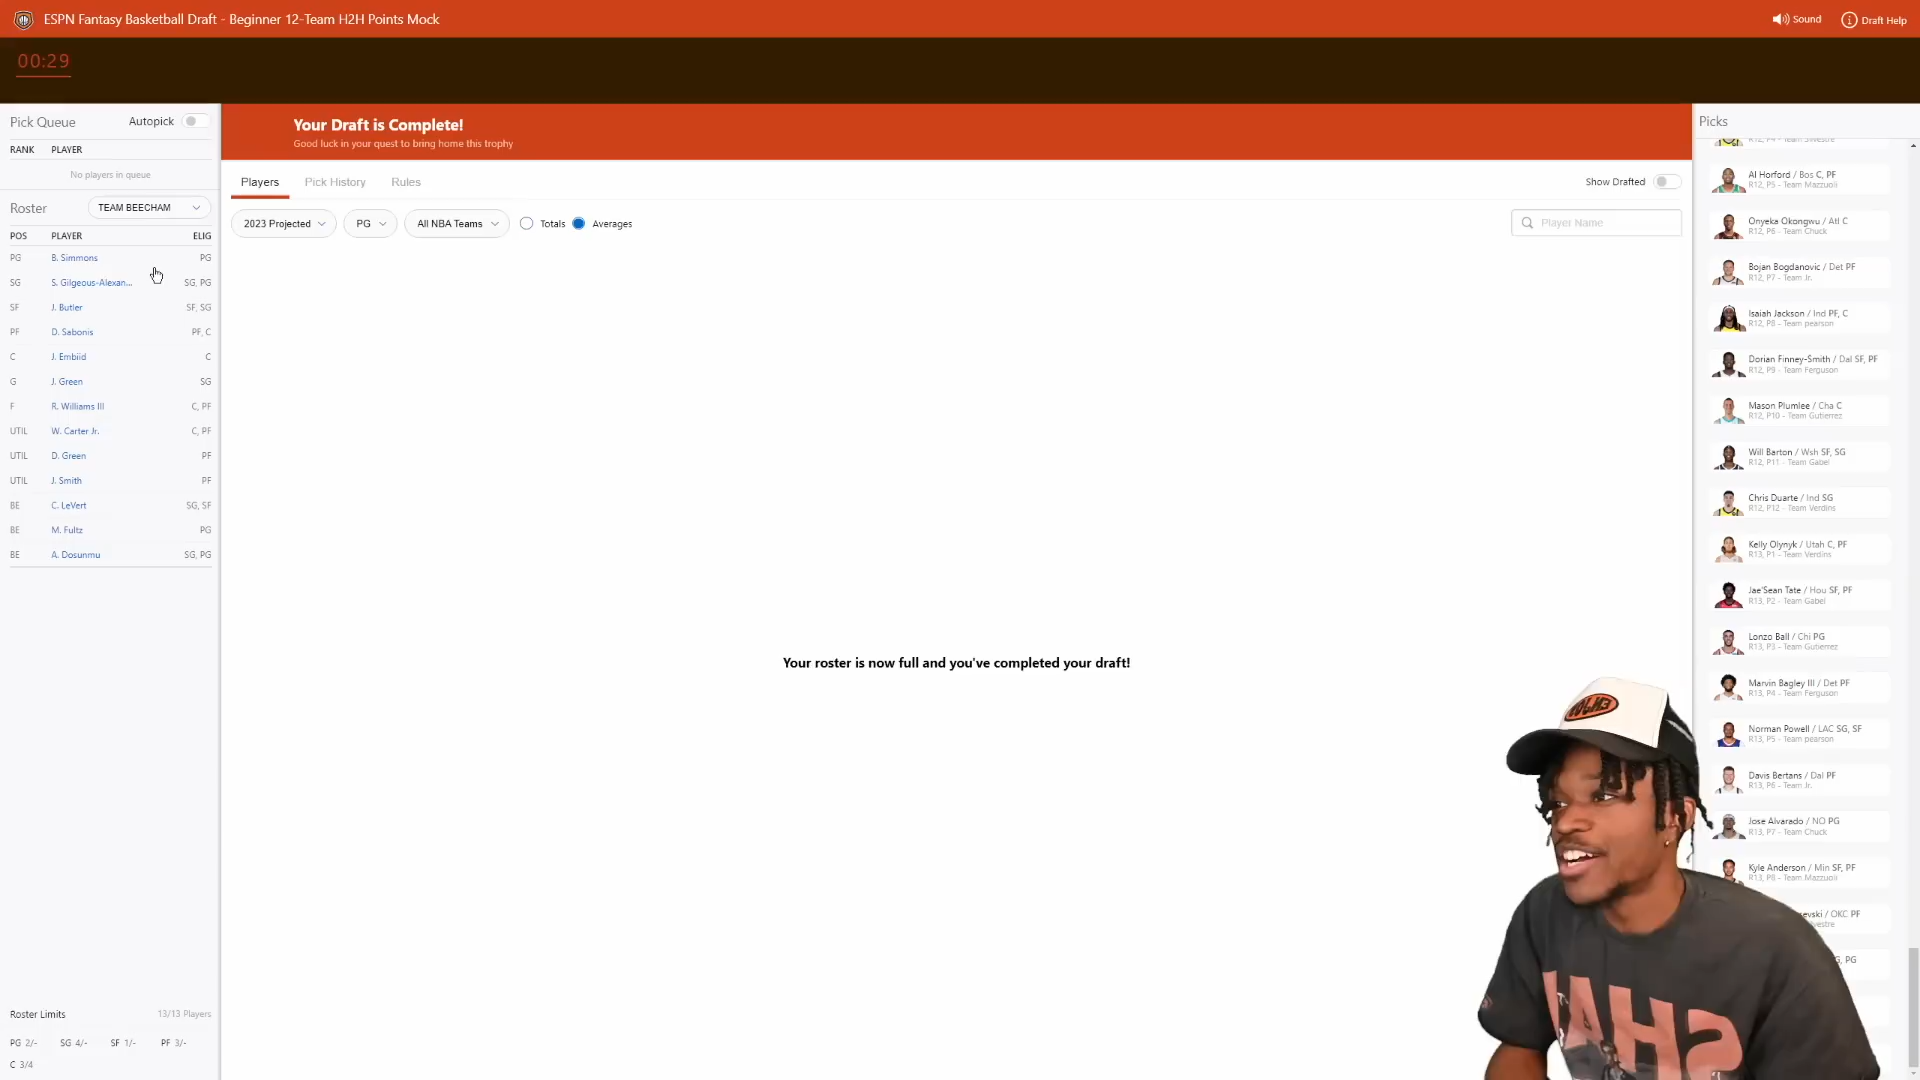 ESPN Fantasy Basketball Draft - Beginner 12-Team H2H Points Mock
Sound
Draft Help
00:29
Pick Queue
Autopick
RANK PLAYER
No players in queue
Roster
TEAM BEECHAM
POS PLAYER ELIG
PG B. Simmons PG
SG S. Gilgeous-Alexan... SG, PG
SF J. Butler SF, SG
PF D. Sabonis PF, C
C J. Embiid C
G J. Green SG
F R. Williams III C, PF
UTIL W. Carter Jr. C, PF
UTIL D. Green PF
UTIL J. Smith PF
BE C. LeVert SG, SF
BE M. Fultz PG
BE A. Dosunmu SG, PG
Roster Limits 13/13 Players
PG 2/- SG 4/- SF 1/- PF 3/-
C 3/4
Your Draft is Complete!
Good luck in your quest to bring home this trophy
Players Pick History Rules
Show Drafted
2023 Projected PG All NBA Teams Totals Averages
Player Name
Your roster is now full and you've completed your draft!
Picks
R12, P4 - Team Silvestre
Al Horford / Bos C, PF
R12, P5 - Team Mazzuoli
Onyeka Okongwu / Atl C
R12, P6 - Team Chuck
Bojan Bogdanovic / Det PF
R12, P7 - Team Jr.
Isaiah Jackson / Ind PF, C
R12, P8 - Team pearson
Dorian Finney-Smith / Dal SF, PF
R12, P9 - Team Ferguson
Mason Plumlee / Cha C
R12, P10 - Team Gutierrez
Will Barton / Wsh SF, SG
R12, P11 - Team Gabel
Chris Duarte / Ind SG
R12, P12 - Team Verdins
Kelly Olynyk / Utah C, PF
R13, P1 - Team Verdins
Jae'Sean Tate / Hou SF, PF
R13, P2 - Team Gabel
Lonzo Ball / Chi PG
R13, P3 - Team Gutierrez
Marvin Bagley III / Det PF
R13, P4 - Team Ferguson
Norman Powell / LAC SG, SF
R13, P5 - Team pearson
Davis Bertans / Dal PF
R13, P6 - Team Jr.
Jose Alvarado / NO PG
R13, P7 - Team Chuck
Kyle Anderson / Min SF, PF
R13, P8 - Team Mazzuoli
sevski / OKC PF
ilvestre
G, PG